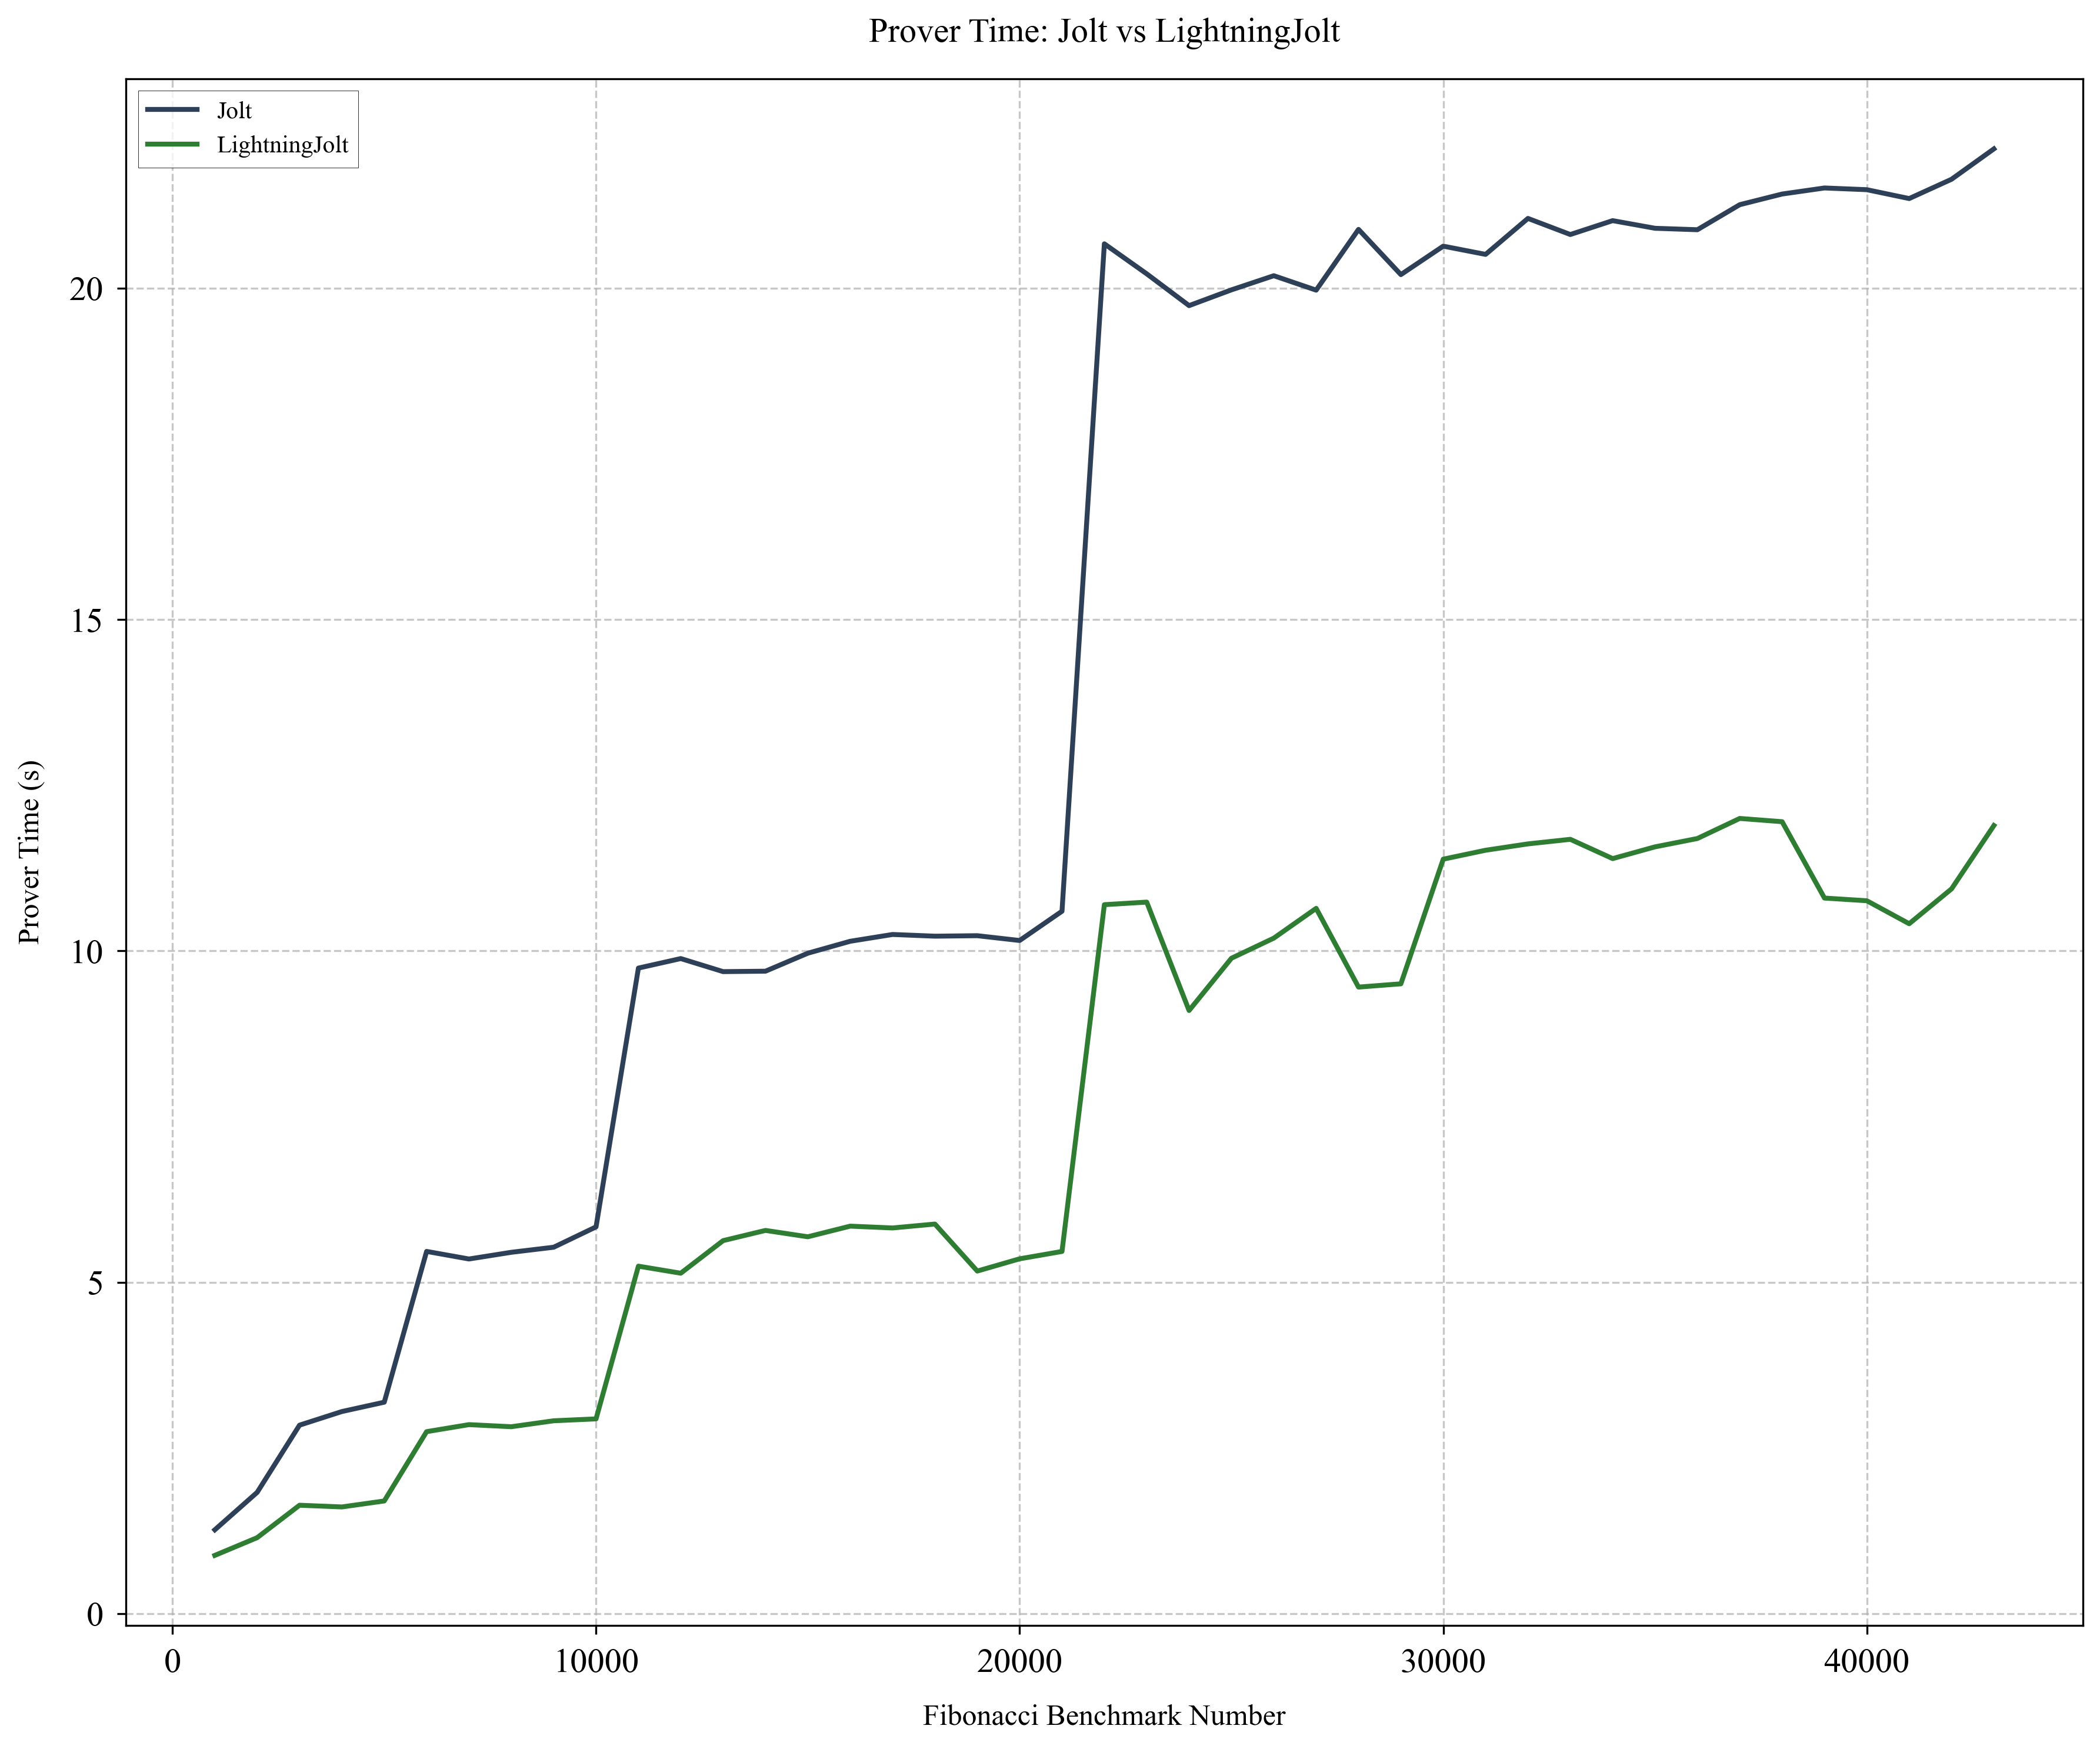 Prover Time: Jolt vs LightningJolt
Jolt
LightningJolt
20
15
10
5
0
Prover Time (s)
0 10000 20000 30000 40000
Fibonacci Benchmark Number